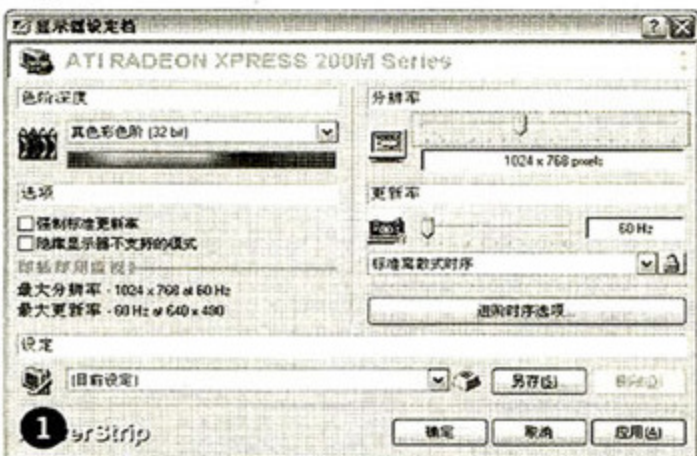 显示器设定档
ATI RADEON XPRESS 200M Series
色阶深度
真色彩色阶 (32 bit)
分辨率
1024 x 768 pixels
选项
强制标准更新率
隐废显示器不支持的模式
更新率
60 Hz
标准离散式时序
最大分辨率 - 1024 x 768 at 60 Hz
最大更新率 - 60 Hz at 640 x 480
进阶时序选项...
设定
(目前设定)
另存(S)
1
erStrip
确定
取消
应用(A)